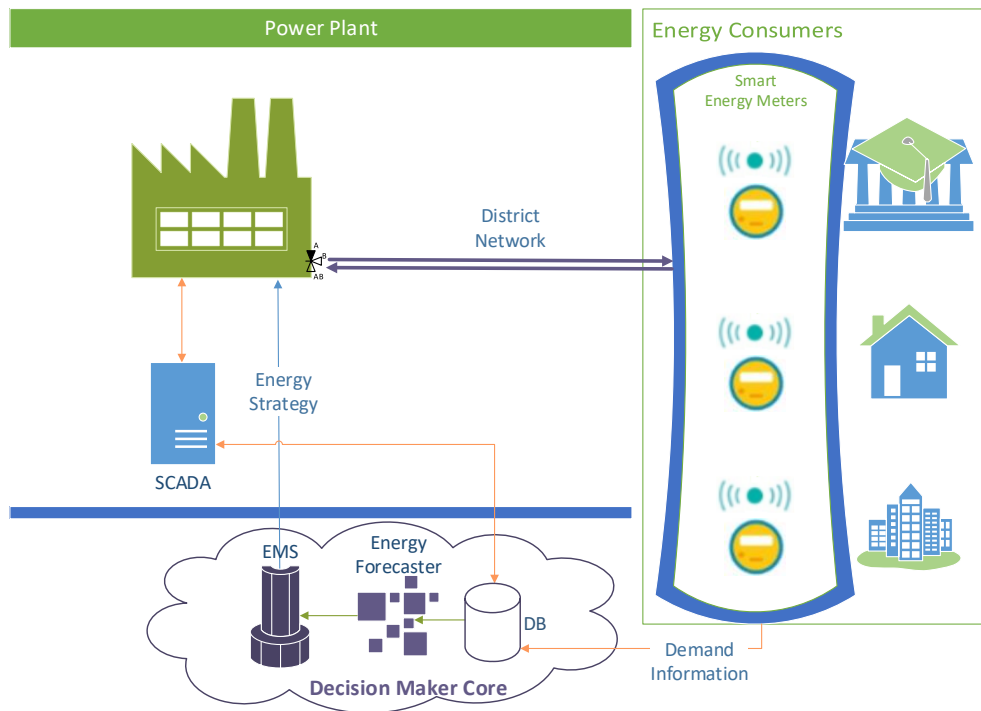 Power Plant
Energy Consumers
Smart
Energy Meters
District
Network
A
B
AB
Energy
Strategy
SCADA
EMS
Energy
Forecaster
DB
Demand
Information
Decision Maker Core